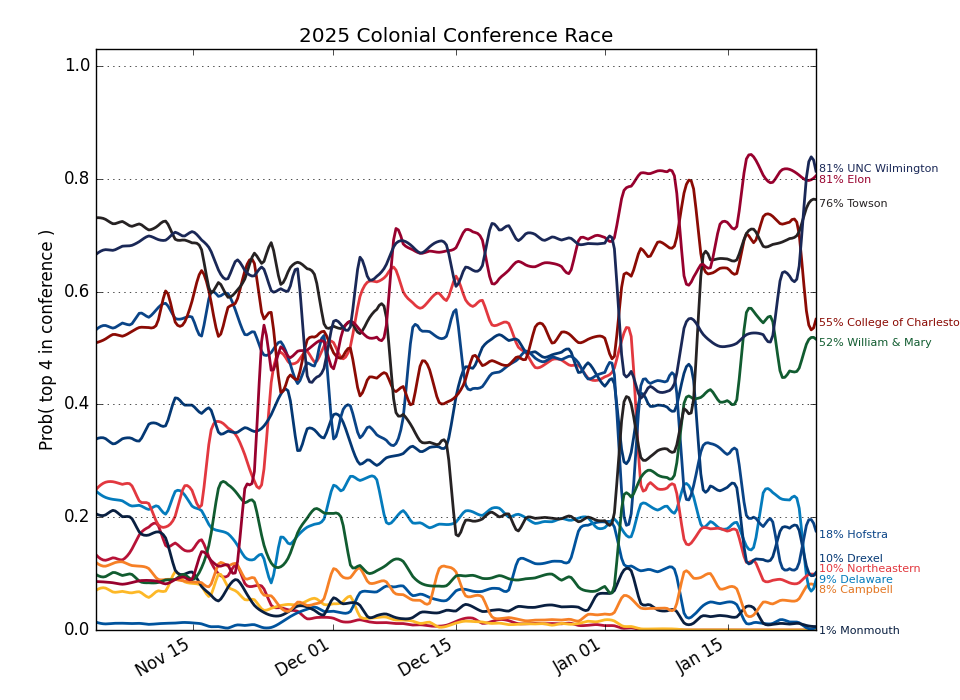 2025 Colonial Conference Race
Prob( top 4 in conference )
1.0
0.8
0.6
0.4
0.2
0.0
Nov 15
Dec 01
Dec 15
Jan 01
Jan 15
81% UNC Wilmington
81% Elon
76% Towson
55% College of Charlesto
52% William & Mary
18% Hofstra
10% Drexel
10% Northeastern
9% Delaware
8% Campbell
1% Monmouth